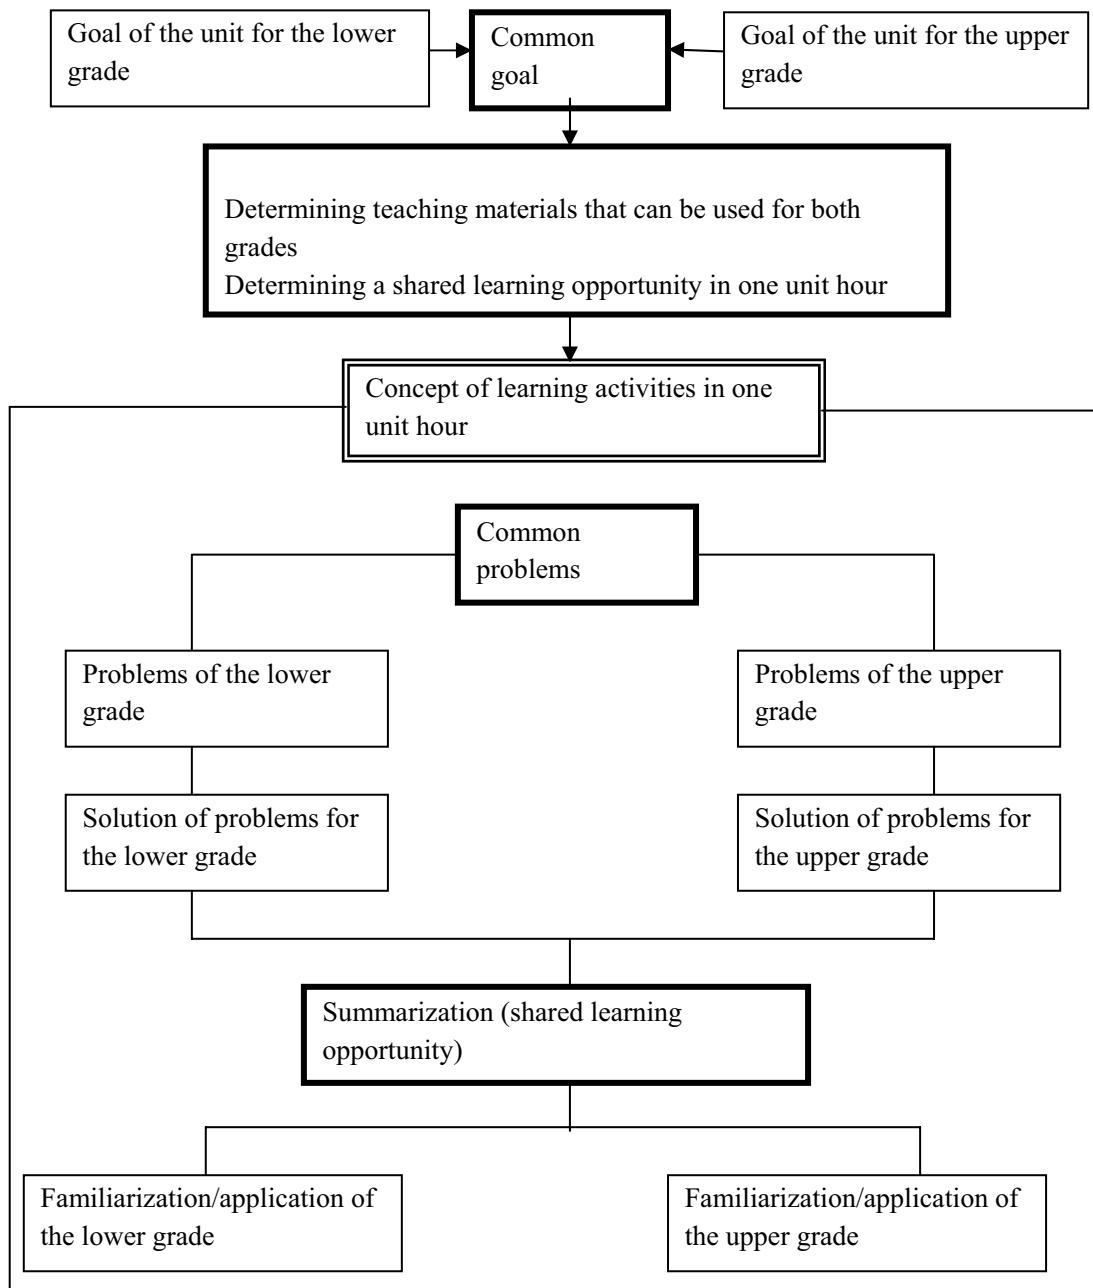 Goal of the unit for the lower
grade
Common
goal
Goal of the unit for the upper
grade
Determining teaching materials that can be used for both
grades
Determining a shared learning opportunity in one unit hour
Concept of learning activities in one
unit hour
Common
problems
Problems of the lower
grade
Problems of the upper
grade
Solution of problems for
the lower grade
Solution of problems for
the upper grade
Summarization (shared learning
opportunity)
Familiarization/application of
the lower grade
Familiarization/application of
the upper grade